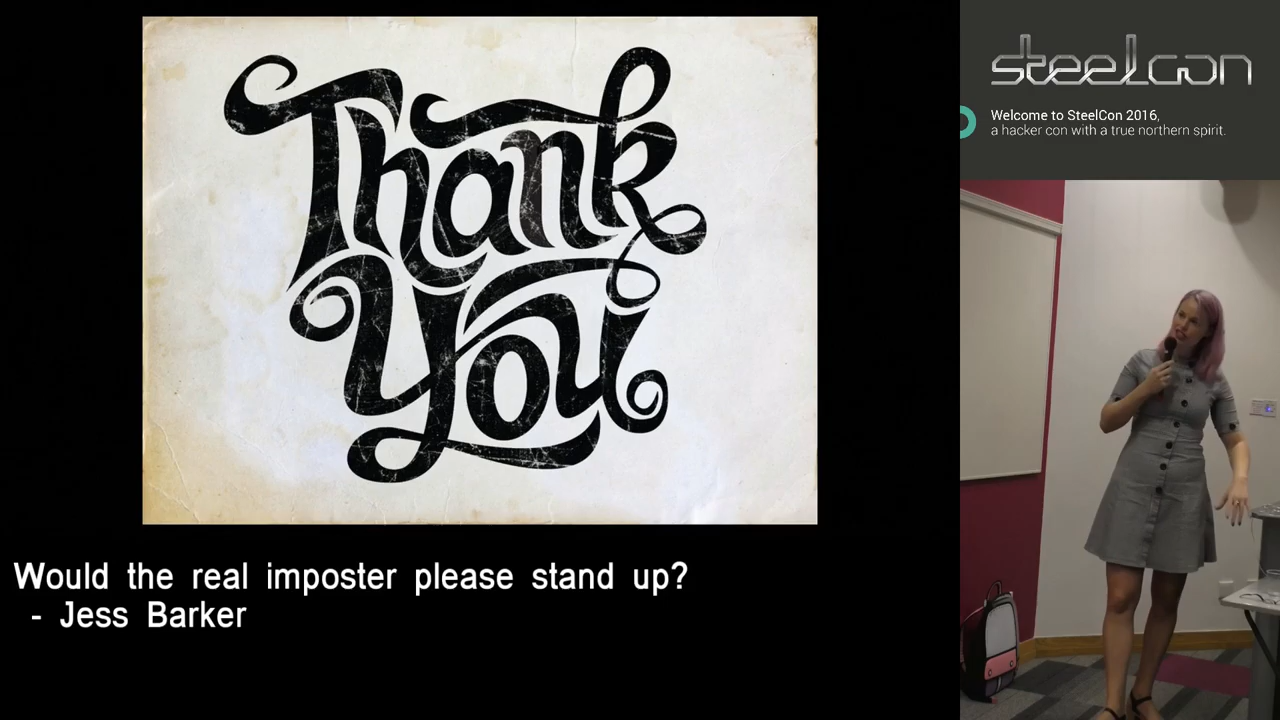 Thank
You
steelcon
Welcome to SteelCon 2016,
a hacker con with a true northern spirit.
Would the real imposter please stand up?
- Jess Barker